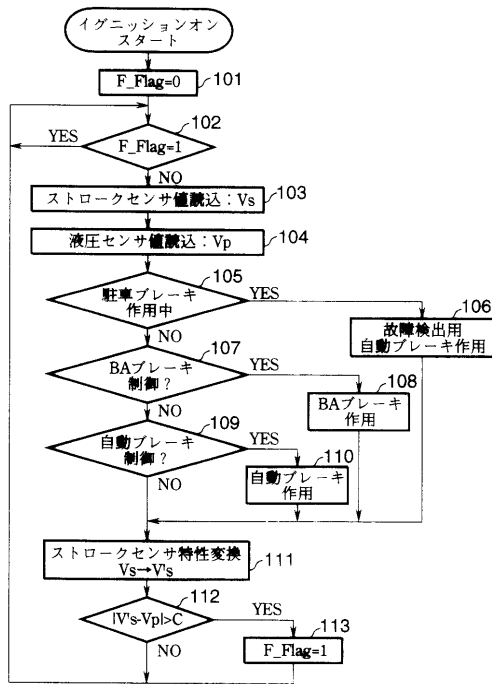 イグニッションオン
スタート
F_Flag=0
101
102
YES
F_Flag=1
NO
103
ストロークセンサ値読込：Vs
104
液圧センサ値読込：Vp
105
駐車ブレーキ
作用中
YES
NO
106
故障検出用
自動ブレーキ作用
107
BAブレーキ
制御？
YES
NO
108
BAブレーキ
作用
109
自動ブレーキ
制御？
YES
NO
110
自動ブレーキ
作用
ストロークセンサ特性変換
Vs→V's
111
112
|V's-Vp|>C
YES
NO
113
F_Flag=1